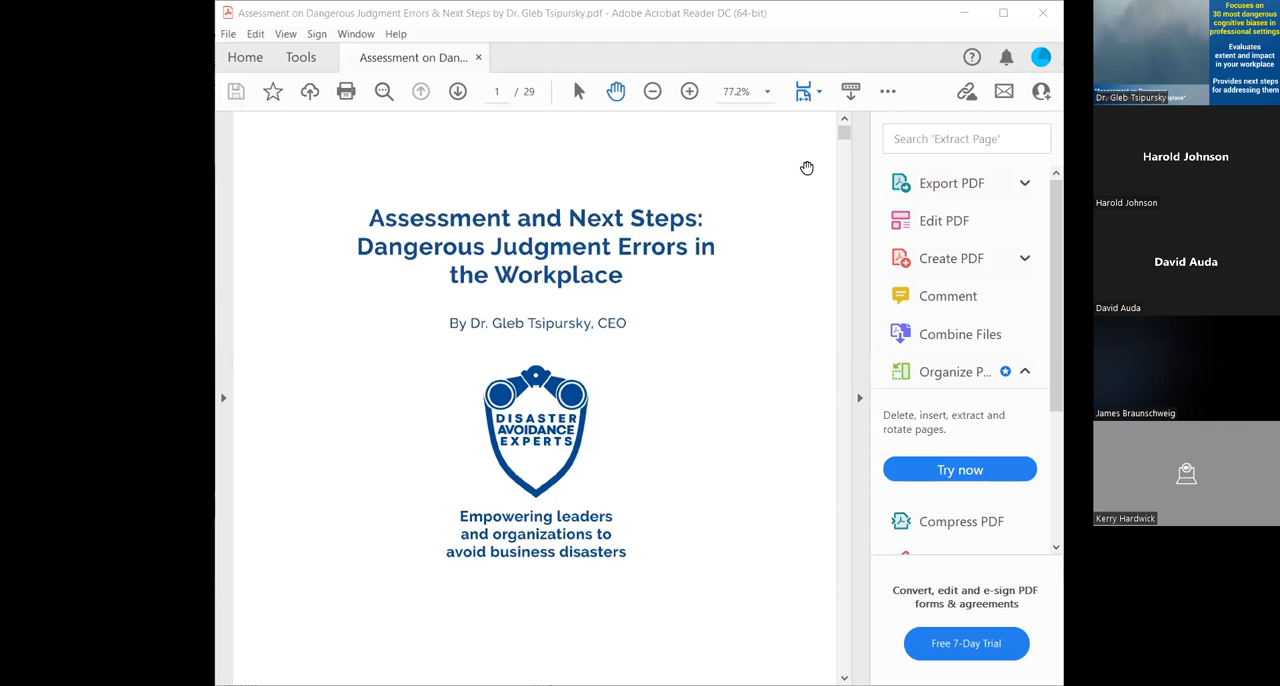 Assessment on Dangerous Judgment Errors & Next Steps by Dr. Gleb Tsipursky.pdf - Adobe Acrobat Reader DC (64-bit)
File Edit View Sign Window Help
Home Tools Assessment on Dan... ×
1 / 29 77.2%
Assessment and Next Steps:
Dangerous Judgment Errors in
the Workplace
By Dr. Gleb Tsipursky, CEO
DISASTER
AVOIDANCE
EXPERTS
Empowering leaders
and organizations to
avoid business disasters
Search 'Extract Page'
Export PDF
Edit PDF
Create PDF
Comment
Combine Files
Organize P...
Delete, insert, extract and
rotate pages.
Try now
Compress PDF
Convert, edit and e-sign PDF
forms & agreements
Free 7-Day Trial
Focuses on
30 most dangerous
cognitive biases in
professional settings
Evaluates
extent and impact
in your workplace
Provides next steps
for addressing them
Dr. Gleb Tsipursky
Harold Johnson
Harold Johnson
David Auda
David Auda
James Braunschweig
Kerry Hardwick